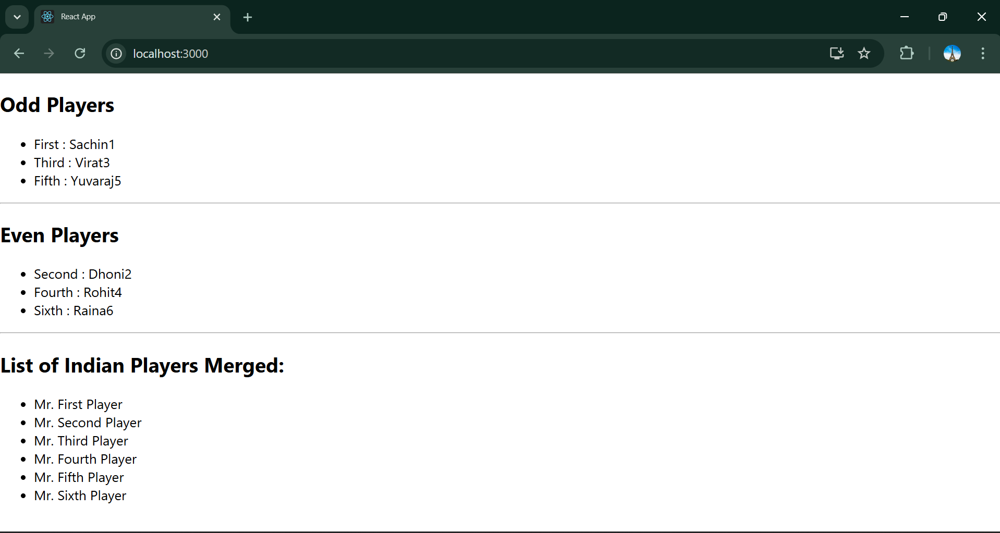 React App
localhost:3000
Odd Players
First : Sachin1
Third : Virat3
Fifth : Yuvaraj5
Even Players
Second : Dhoni2
Fourth : Rohit4
Sixth : Raina6
List of Indian Players Merged:
Mr. First Player
Mr. Second Player
Mr. Third Player
Mr. Fourth Player
Mr. Fifth Player
Mr. Sixth Player